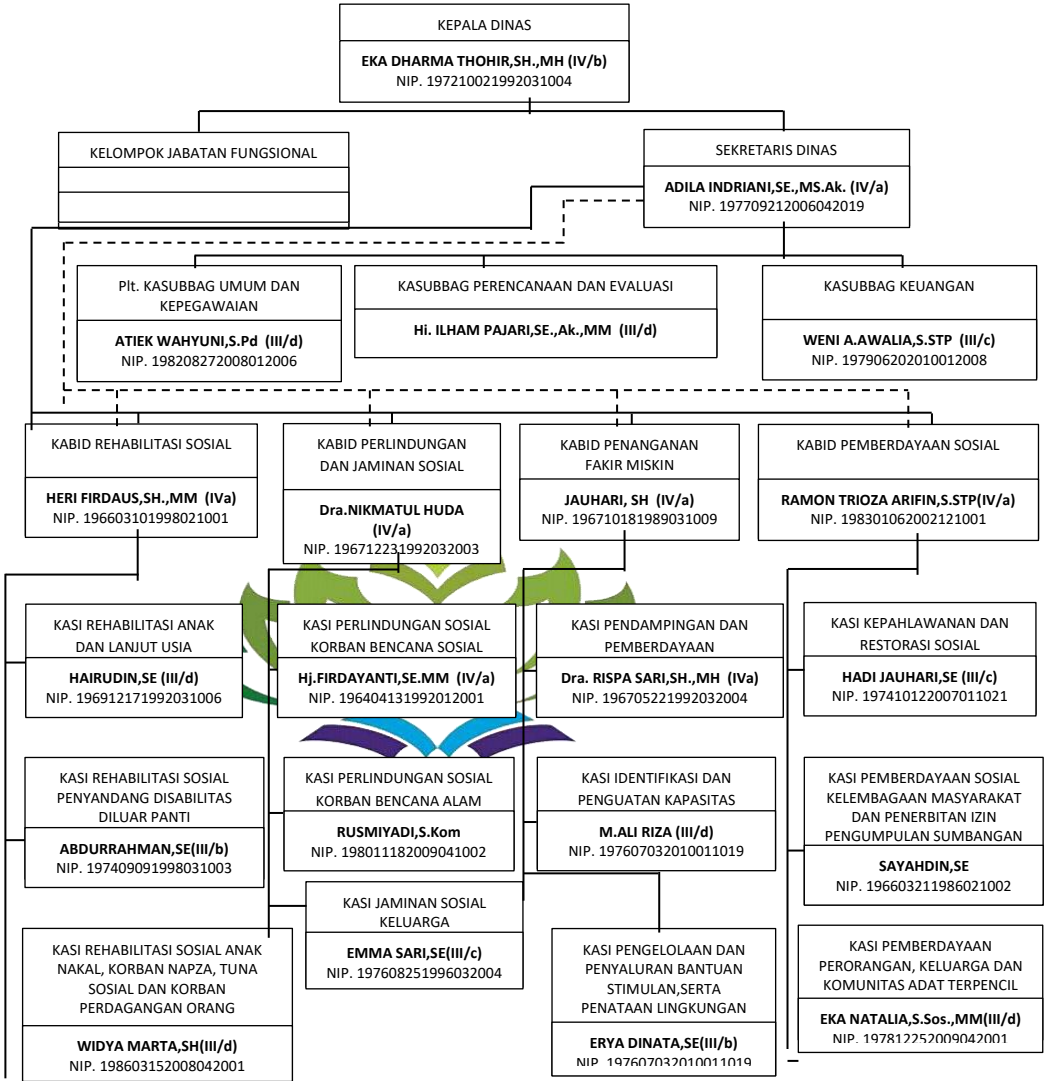 KEPALA DINAS
EKA DHARMA THOHIR,SH.,MH (IV/b)
NIP. 197210021992031004
KELOMPOK JABATAN FUNGSIONAL
SEKRETARIS DINAS
ADILA INDRIANI,SE.,MS.Ak. (IV/a)
NIP. 197709212006042019
Plt. KASUBBAG UMUM DAN
KEPEGAWAIAN
ATIEK WAHYUNI,S.Pd (III/d)
NIP. 198208272008012006
KASUBBAG PERENCANAAN DAN EVALUASI
Hi. ILHAM PAJARI,SE.,Ak.,MM (III/d)
KASUBBAG KEUANGAN
WENI A.AWALIA,S.STP (III/c)
NIP. 197906202010012008
KABID REHABILITASI SOSIAL
HERI FIRDAUS,SH.,MM (IVa)
NIP. 196603101998021001
KABID PERLINDUNGAN
DAN JAMINAN SOSIAL
Dra.NIKMATUL HUDA
(IV/a)
NIP. 196712231992032003
KABID PENANGANAN
FAKIR MISKIN
JAUHARI, SH (IV/a)
NIP. 196710181989031009
KABID PEMBERDAYAAN SOSIAL
RAMON TRIOZA ARIFIN,S.STP(IV/a)
NIP. 198301062002121001
KASI REHABILITASI ANAK
DAN LANJUT USIA
HAIRUDIN,SE (III/d)
NIP. 196912171992031006
KASI PERLINDUNGAN SOSIAL
KORBAN BENCANA SOSIAL
Hj.FIRDAYANTI,SE.MM (IV/a)
NIP. 196404131992012001
KASI PENDAMPINGAN DAN
PEMBERDAYAAN
Dra. RISPA SARI,SH.,MH (IVa)
NIP. 196705221992032004
KASI KEPAHLAWANAN DAN
RESTORASI SOSIAL
HADI JAUHARI,SE (III/c)
NIP. 197410122007011021
KASI REHABILITASI SOSIAL
PENYANDANG DISABILITAS
DILUAR PANTI
ABDURRAHMAN,SE(III/b)
NIP. 197409091998031003
KASI PERLINDUNGAN SOSIAL
KORBAN BENCANA ALAM
RUSMIYADI,S.Kom
NIP. 198011182009041002
KASI IDENTIFIKASI DAN
PENGUATAN KAPASITAS
M.ALI RIZA (III/d)
NIP. 197607032010011019
KASI PEMBERDAYAAN SOSIAL
KELEMBAGAAN MASYARAKAT
DAN PENERBITAN IZIN
PENGUMPULAN SUMBANGAN
SAYAHDIN,SE
NIP. 196603211986021002
KASI REHABILITASI SOSIAL ANAK
NAKAL, KORBAN NAPZA, TUNA
SOSIAL DAN KORBAN
PERDAGANGAN ORANG
WIDYA MARTA,SH(III/d)
NIP. 198603152008042001
KASI JAMINAN SOSIAL
KELUARGA
EMMA SARI,SE(III/c)
NIP. 197608251996032004
KASI PENGELOLAAN DAN
PENYALURAN BANTUAN
STIMULAN,SERTA
PENATAAN LINGKUNGAN
ERYA DINATA,SE(III/b)
NIP. 197607032010011019
KASI PEMBERDAYAAN
PERORANGAN, KELUARGA DAN
KOMUNITAS ADAT TERPENCIL
EKA NATALIA,S.Sos.,MM(III/d)
NIP. 197812252009042001